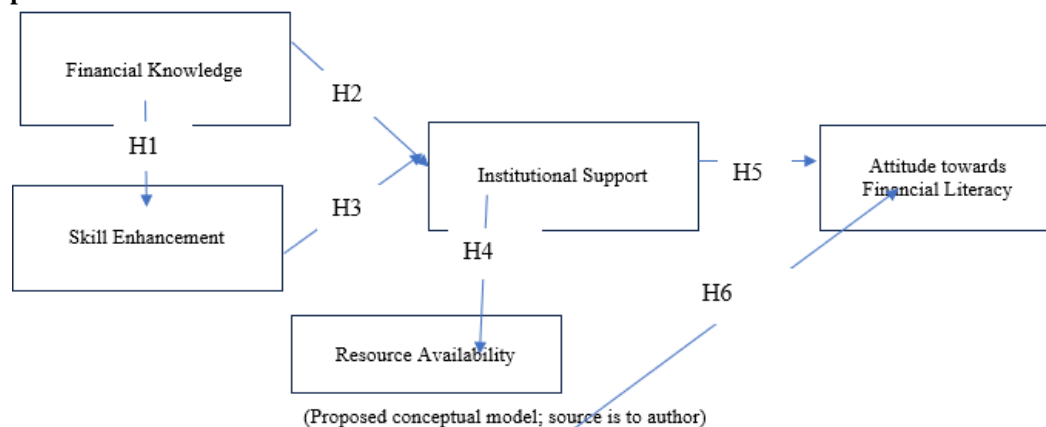 Financial Knowledge
H2
H1
Institutional Support
H5
Attitude towards
Financial Literacy
Skill Enhancement
H3
H4
H6
Resource Availability
(Proposed conceptual model; source is to author)